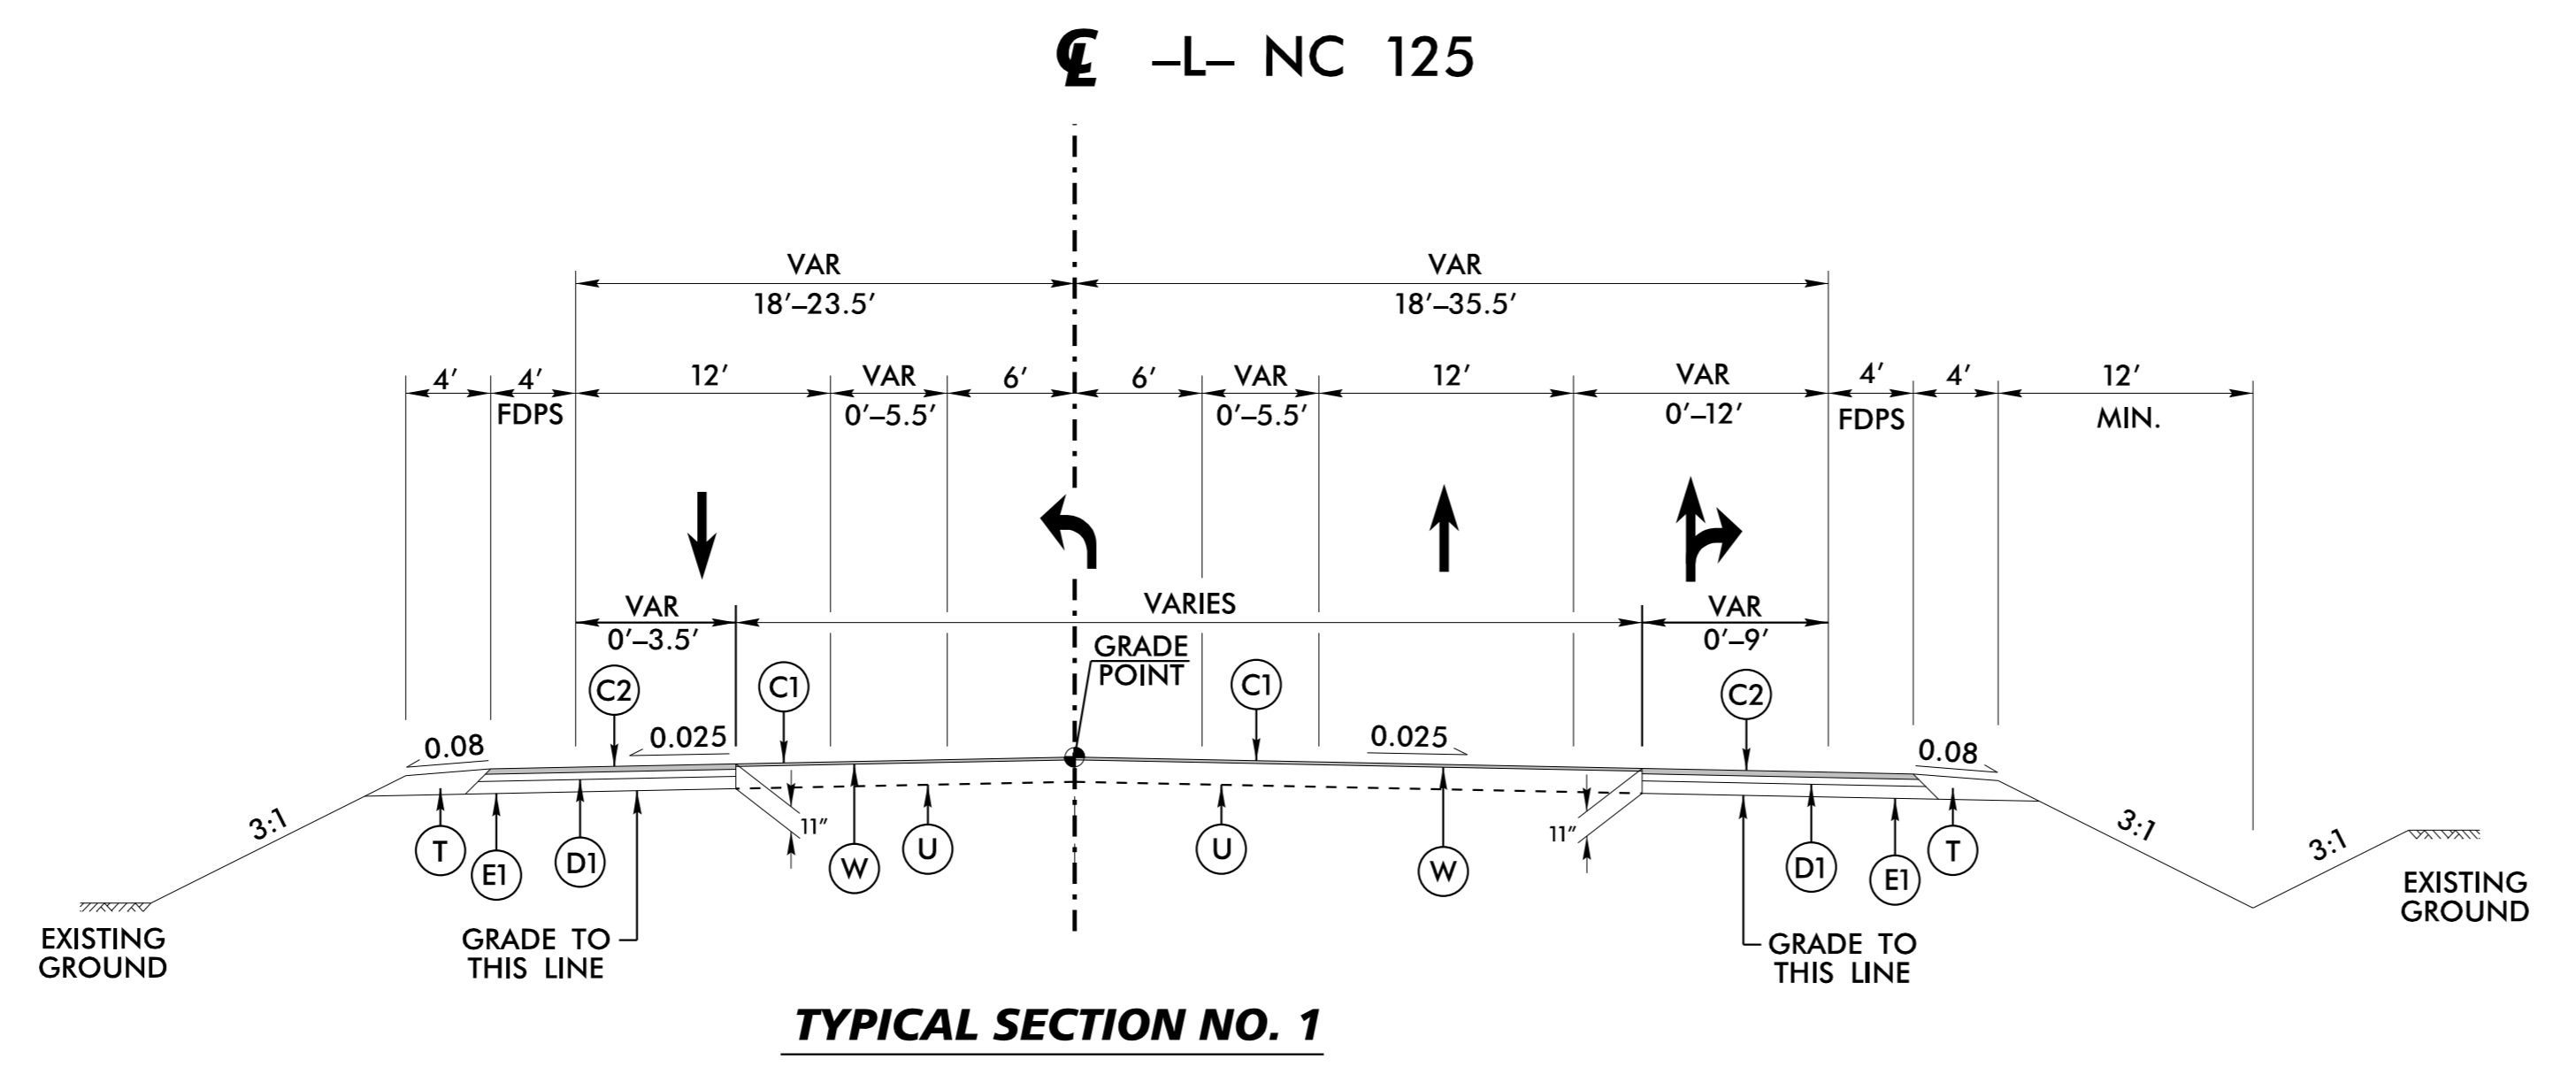 CL –L– NC 125
VAR VAR
18'–23.5' 18'–35.5'
4' 4' 12' VAR 6' 6' VAR 12' VAR 4' 4' 12'
FDPS 0'–5.5' 0'–5.5' 0'–12' FDPS MIN.
VAR VARIES VAR
0'–3.5' 0'–9'
GRADE
POINT
C2 C1 C1 C2
0.08 0.025 0.025 0.08
3:1 11" 11" 3:1 3:1
T E1 D1 W U U W D1 E1 T
EXISTING
GROUND
GRADE TO
THIS LINE
GRADE TO
THIS LINE
EXISTING
GROUND
TYPICAL SECTION NO. 1